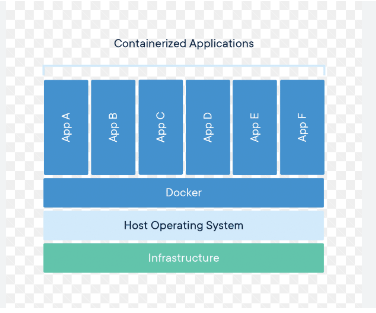 Containerized Applications
App A
App B
App C
App D
App E
App F
Docker
Host Operating System
Infrastructure